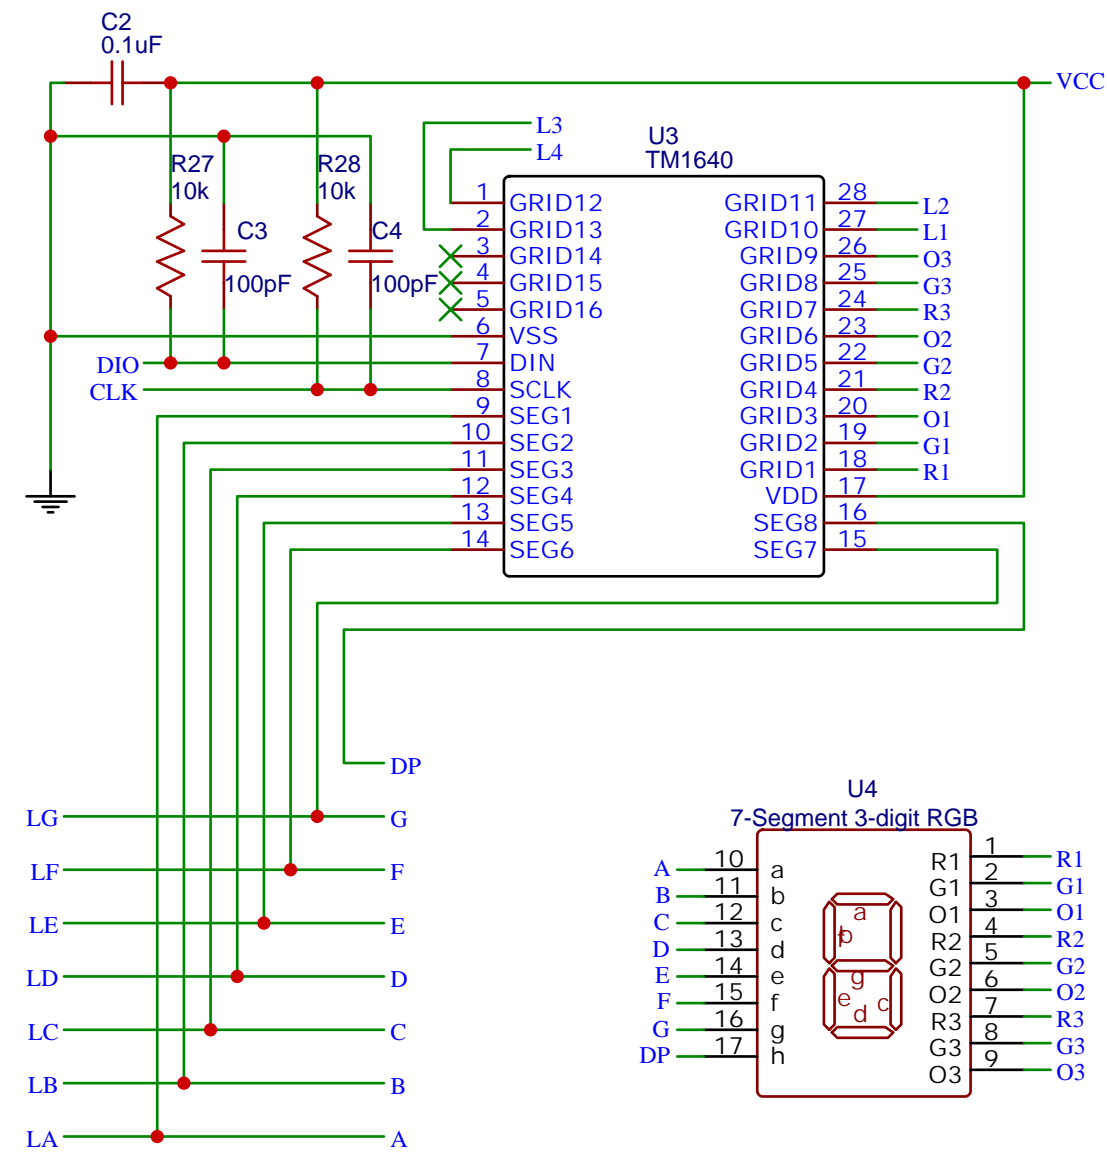 C2
0.1uF
VCC
L3
L4
U3
TM1640
R27
10k
R28
10k
C3
100pF
C4
100pF
1 GRID12
2 GRID13
3 GRID14
4 GRID15
5 GRID16
6 VSS
DIO 7 DIN
CLK 8 SCLK
9 SEG1
10 SEG2
11 SEG3
12 SEG4
13 SEG5
14 SEG6
GRID11 28 L2
GRID10 27 L1
GRID9 26 O3
GRID8 25 G3
GRID7 24 R3
GRID6 23 O2
GRID5 22 G2
GRID4 21 R2
GRID3 20 O1
GRID2 19 G1
GRID1 18 R1
VDD 17
SEG8 16
SEG7 15
DP
LG G
LF F
LE E
LD D
LC C
LB B
LA A
U4
7-Segment 3-digit RGB
A 10 a
B 11 b
C 12 c
D 13 d
E 14 e
F 15 f
G 16 g
DP 17 h
a
f b
g
e c
d
R1 1 R1
G1 2 G1
O1 3 O1
R2 4 R2
G2 5 G2
O2 6 O2
R3 7 R3
G3 8 G3
O3 9 O3